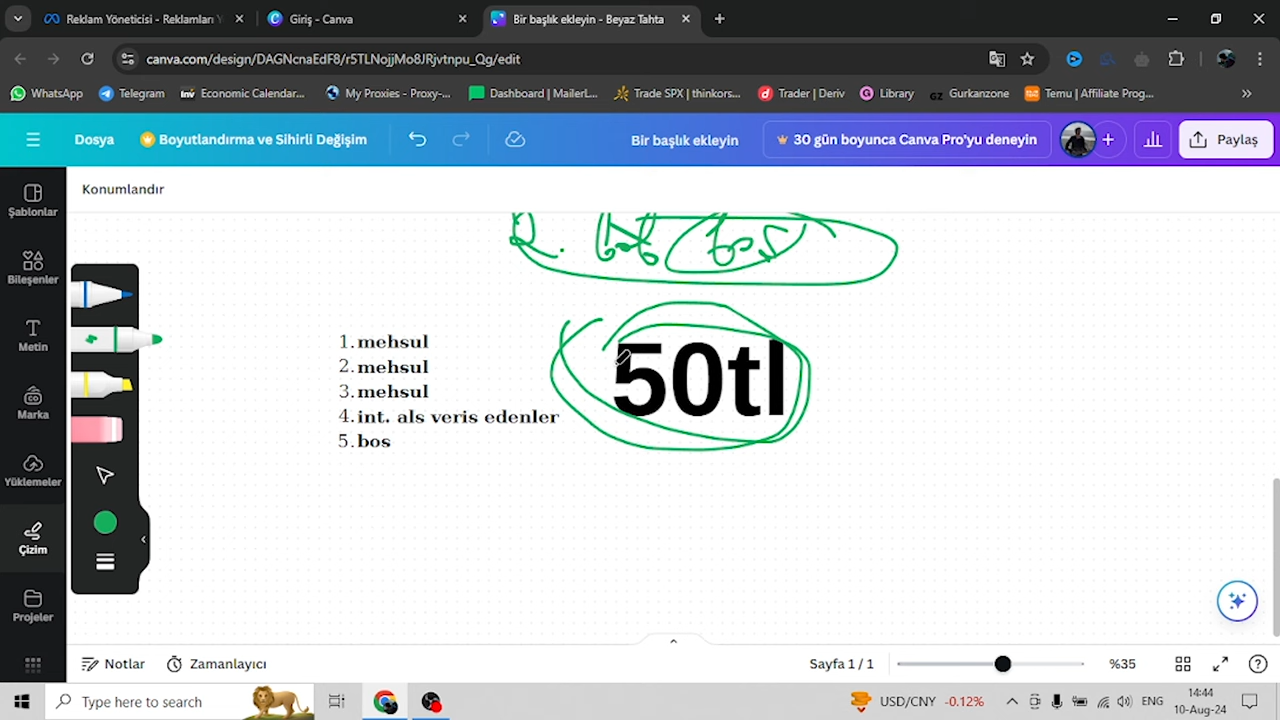 Reklam Yöneticisi - Reklamları Y
Giriş - Canva
Bir başlık ekleyin - Beyaz Tahta
canva.com/design/DAGNcnaEdF8/r5TLNojjMo8JRjvtnpu_Qg/edit
WhatsApp
Telegram
Economic Calendar...
My Proxies - Proxy-...
Dashboard | MailerL...
Trade SPX | thinkors...
Trader | Deriv
Library
Gurkanzone
Temu | Affiliate Prog...
Dosya
Boyutlandırma ve Sihirli Değişim
Bir başlık ekleyin
30 gün boyunca Canva Pro'yu deneyin
Paylaş
Konumlandır
Şablonlar
Bileşenler
Metin
Marka
Yüklemeler
Çizim
Projeler
1. mehsul
2. mehsul
3. mehsul
4. int. als veris edenler
5. bos
50tl
Notlar
Zamanlayıcı
Sayfa 1 / 1
%35
Type here to search
USD/CNY -0.12%
ENG
14:44
10-Aug-24